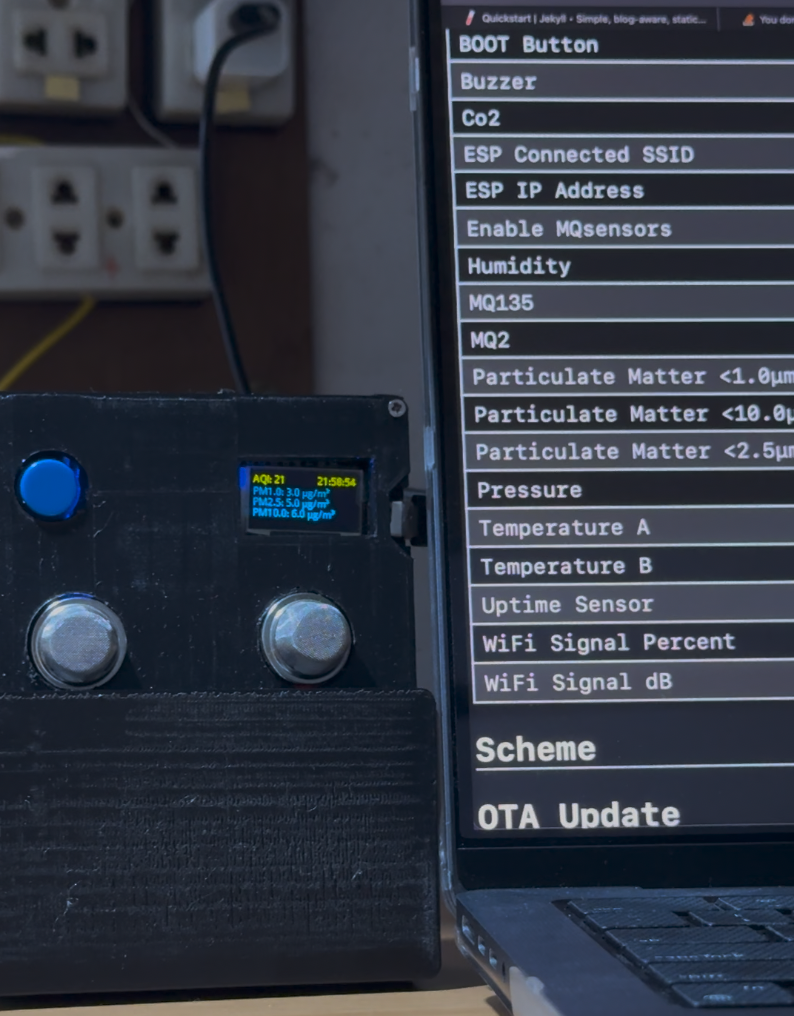 Quickstart | Jekyll • Simple, blog-aware, static...
BOOT Button
Buzzer
Co2
ESP Connected SSID
ESP IP Address
Enable MQsensors
Humidity
MQ135
MQ2
Particulate Matter <1.0µm
Particulate Matter <10.0µ
Particulate Matter <2.5µm
Pressure
Temperature A
Temperature B
Uptime Sensor
WiFi Signal Percent
WiFi Signal dB
Scheme
OTA Update
AQI: 21 21:58:54
PM1.0: 3.0 µg/m³
PM2.5: 5.0 µg/m³
PM10.0: 6.0 µg/m³